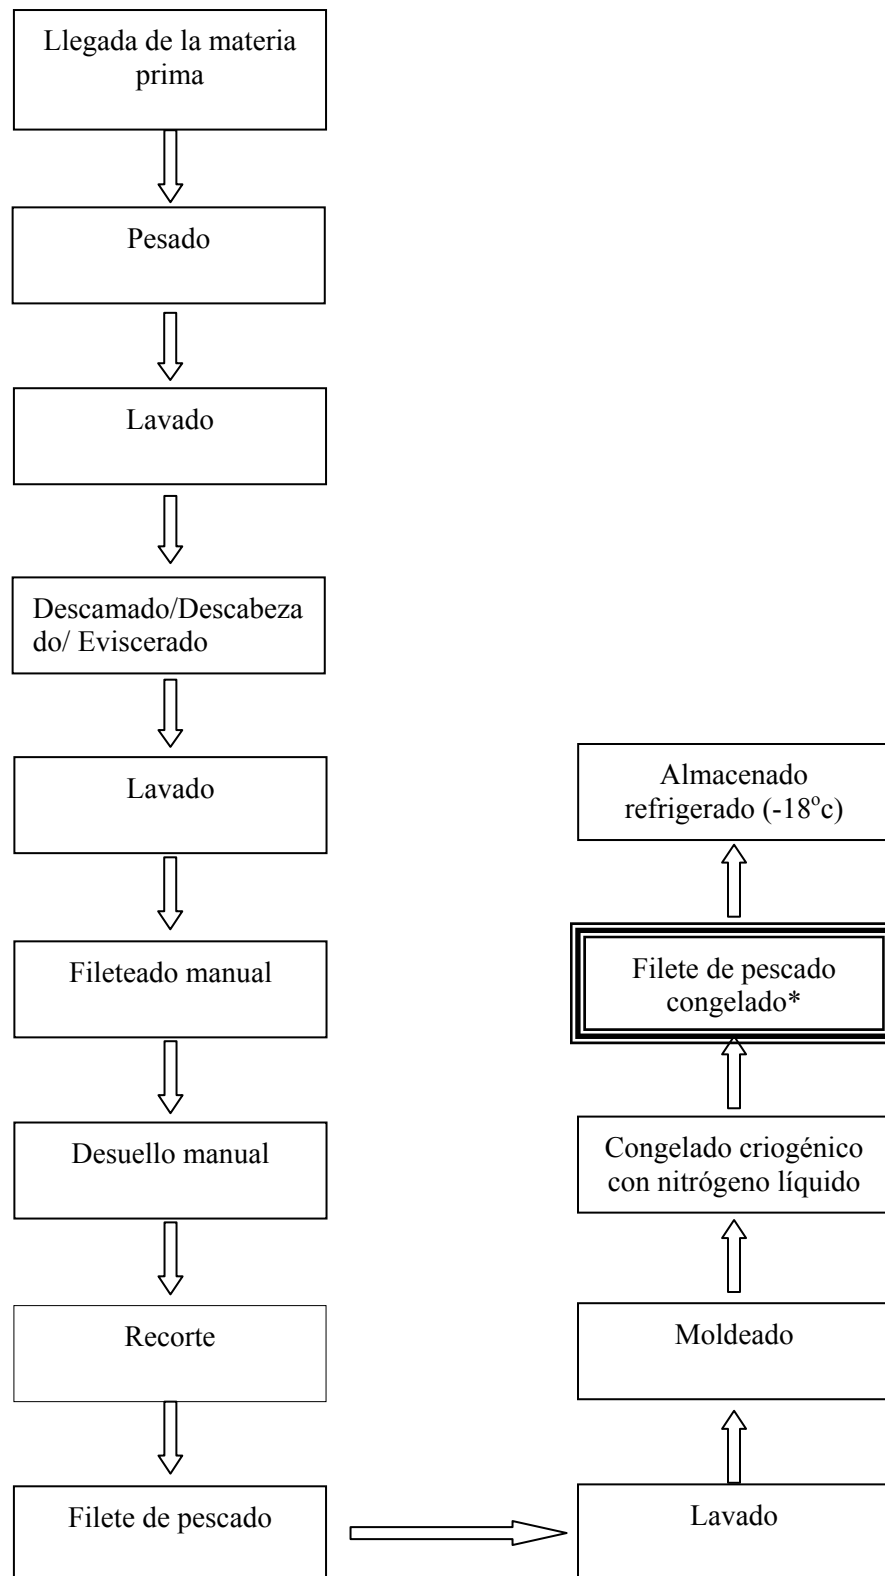 Llegada de la materia
prima
Pesado
Lavado
Descamado/Descabeza
do/ Eviscerado
Lavado
Fileteado manual
Desuello manual
Recorte
Filete de pescado
Lavado
Moldeado
Congelado criogénico
con nitrógeno líquido
Filete de pescado
congelado*
Almacenado
refrigerado (-18ºc)